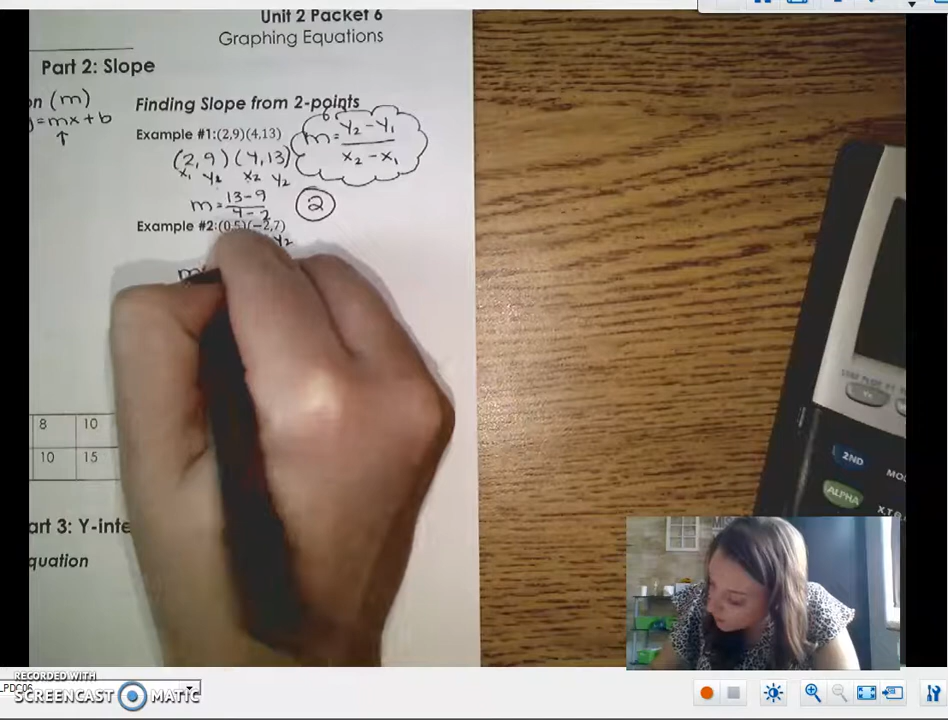 Unit 2 Packet 6
Graphing Equations
Part 2: Slope
on (m)
y=mx+b
↑
Finding Slope from 2-points
Example #1:(2,9)(4,13)
(2,9) (4,13)
x₁ y₁ x₂ y₂
m = y₂-y₁
x₂-x₁
m = 13-9
4-2
2
Example #2:(0,5)(-2,7)
y₂
m
8 10
10 15
art 3: Y-inte
quation
2ND
ALPHA
RECORDED WITH
SCREENCAST MATIC